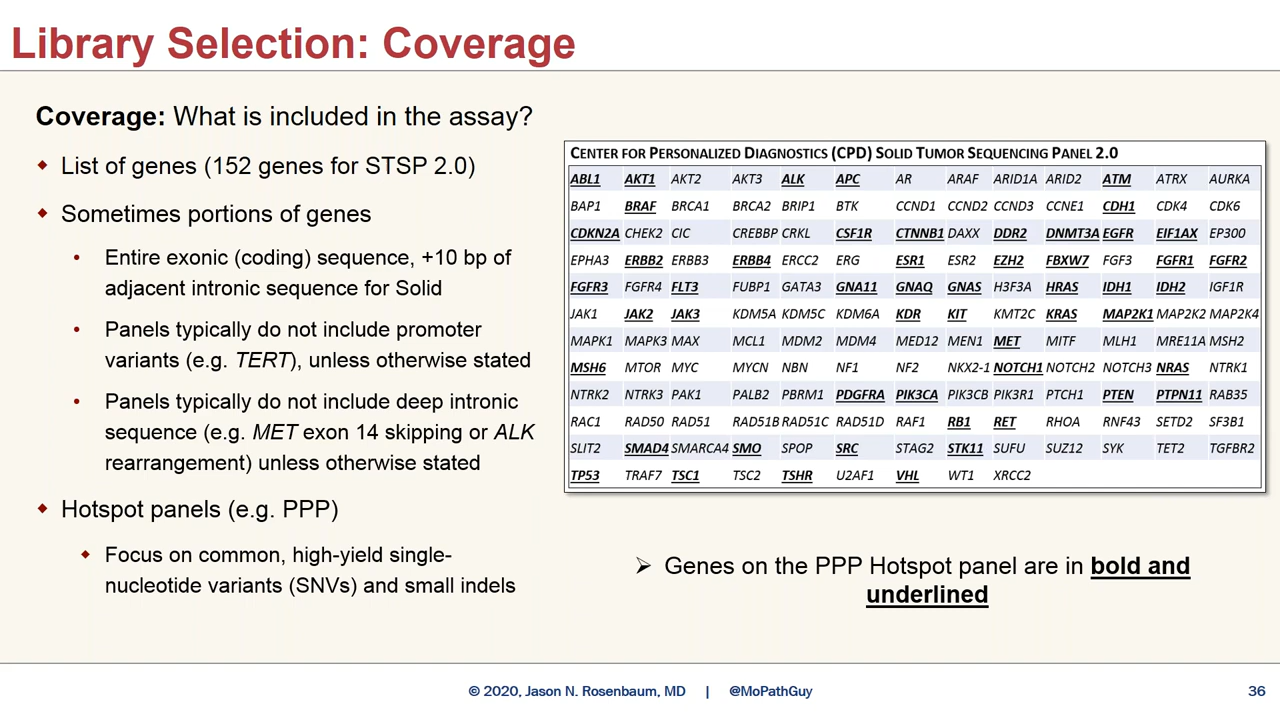 Library Selection: Coverage
Coverage: What is included in the assay?
List of genes (152 genes for STSP 2.0)
Sometimes portions of genes
Entire exonic (coding) sequence, +10 bp of
adjacent intronic sequence for Solid
Panels typically do not include promoter
variants (e.g. TERT), unless otherwise stated
Panels typically do not include deep intronic
sequence (e.g. MET exon 14 skipping or ALK
rearrangement) unless otherwise stated
Hotspot panels (e.g. PPP)
Focus on common, high-yield single-
nucleotide variants (SNVs) and small indels
CENTER FOR PERSONALIZED DIAGNOSTICS (CPD) SOLID TUMOR SEQUENCING PANEL 2.0
ABL1 AKT1 AKT2 AKT3 ALK APC AR ARAF ARID1A ARID2 ATM ATRX AURKA
BAP1 BRAF BRCA1 BRCA2 BRIP1 BTK CCND1 CCND2 CCND3 CCNE1 CDH1 CDK4 CDK6
CDKN2A CHEK2 CIC CREBBP CRKL CSF1R CTNNB1 DAXX DDR2 DNMT3A EGFR EIF1AX EP300
EPHA3 ERBB2 ERBB3 ERBB4 ERCC2 ERG ESR1 ESR2 EZH2 FBXW7 FGF3 FGFR1 FGFR2
FGFR3 FGFR4 FLT3 FUBP1 GATA3 GNA11 GNAQ GNAS H3F3A HRAS IDH1 IDH2 IGF1R
JAK1 JAK2 JAK3 KDM5A KDM5C KDM6A KDR KIT KMT2C KRAS MAP2K1 MAP2K2 MAP2K4
MAPK1 MAPK3 MAX MCL1 MDM2 MDM4 MED12 MEN1 MET MITF MLH1 MRE11A MSH2
MSH6 MTOR MYC MYCN NBN NF1 NF2 NKX2-1 NOTCH1 NOTCH2 NOTCH3 NRAS NTRK1
NTRK2 NTRK3 PAK1 PALB2 PBRM1 PDGFRA PIK3CA PIK3CB PIK3R1 PTCH1 PTEN PTPN11 RAB35
RAC1 RAD50 RAD51 RAD51B RAD51C RAD51D RAF1 RB1 RET RHOA RNF43 SETD2 SF3B1
SLIT2 SMAD4 SMARCA4 SMO SPOP SRC STAG2 STK11 SUFU SUZ12 SYK TET2 TGFBR2
TP53 TRAF7 TSC1 TSC2 TSHR U2AF1 VHL WT1 XRCC2
Genes on the PPP Hotspot panel are in bold and
underlined
© 2020, Jason N. Rosenbaum, MD | @MoPathGuy
36